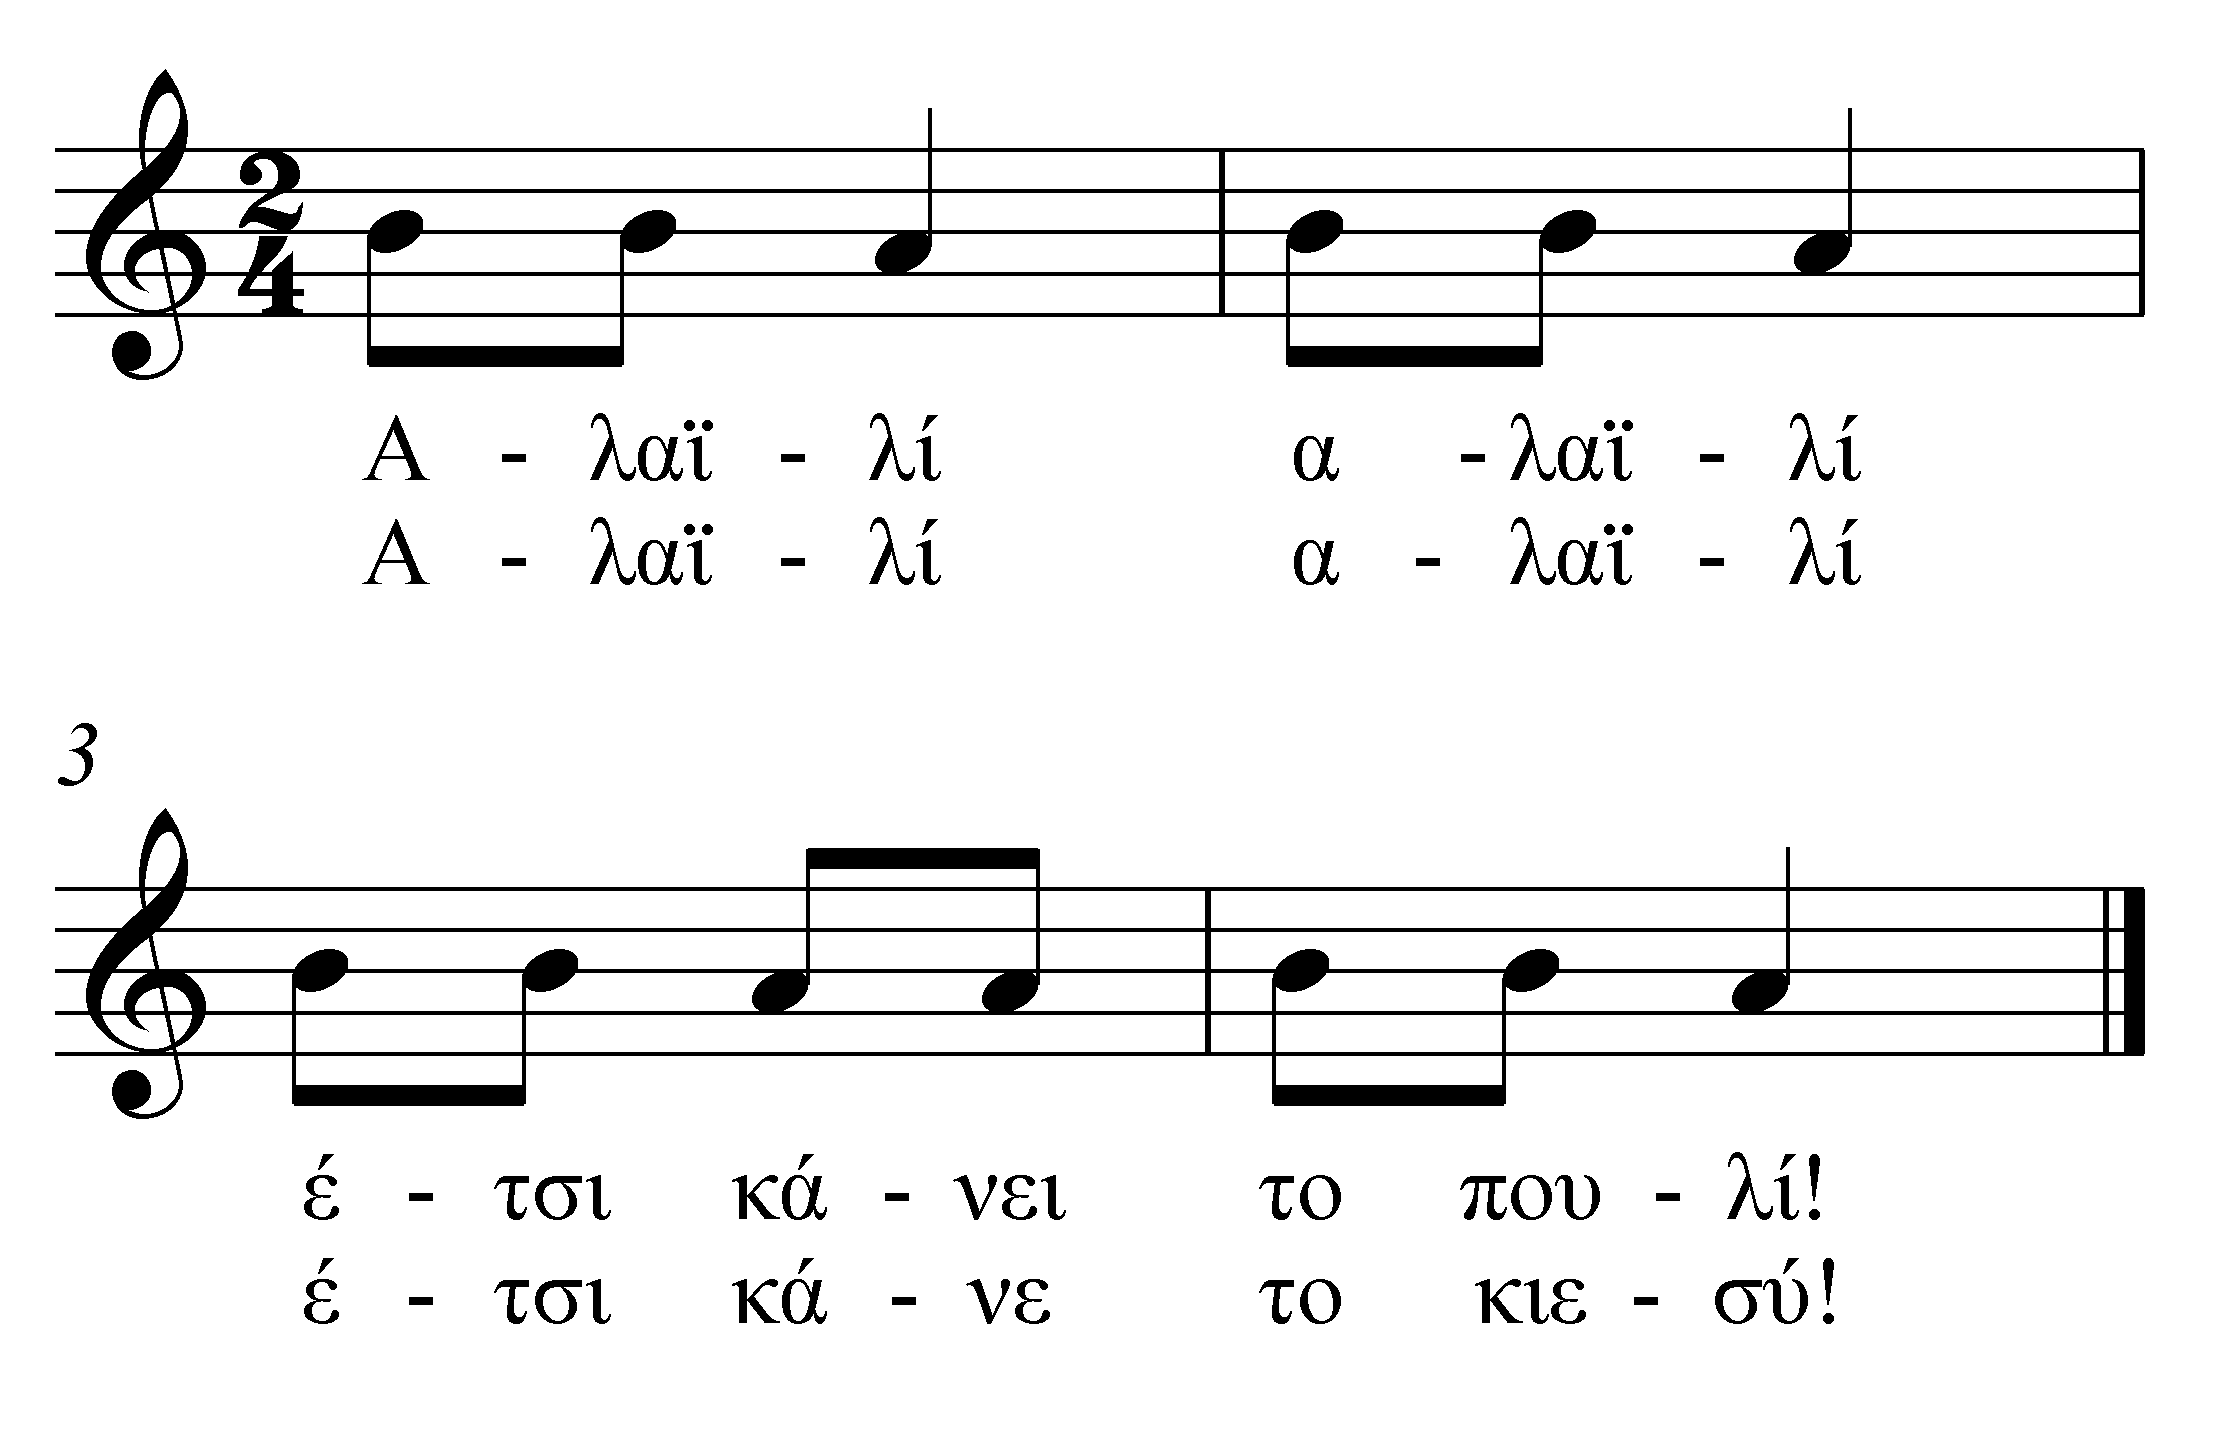 2
4
Α - λαϊ - λί α - λαϊ - λί
Α - λαϊ - λί α - λαϊ - λί
3
έ - τσι κά - νει το που - λί!
έ - τσι κά - νε το κιε - σύ!